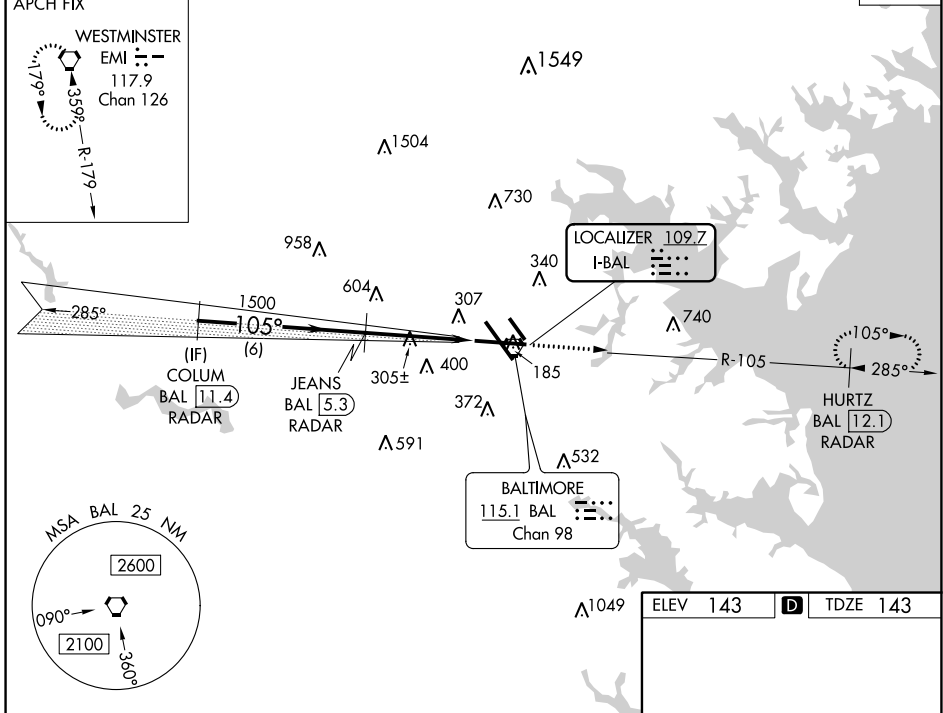 APCH FIX
WESTMINSTER
EMI
117.9
Chan 126
179°
359°
R-179
1549
1504
730
958
LOCALIZER 109.7
I-BAL
340
604
307
740
1500
285°
105°
(6)
(IF)
COLUM
BAL 11.4
RADAR
JEANS
BAL 5.3
RADAR
305±
400
185
R-105
105°
285°
HURTZ
BAL 12.1
RADAR
372
591
532
BALTIMORE
115.1 BAL
Chan 98
MSA BAL 25 NM
2600
090°
2100
360°
1049
ELEV 143 D TDZE 143